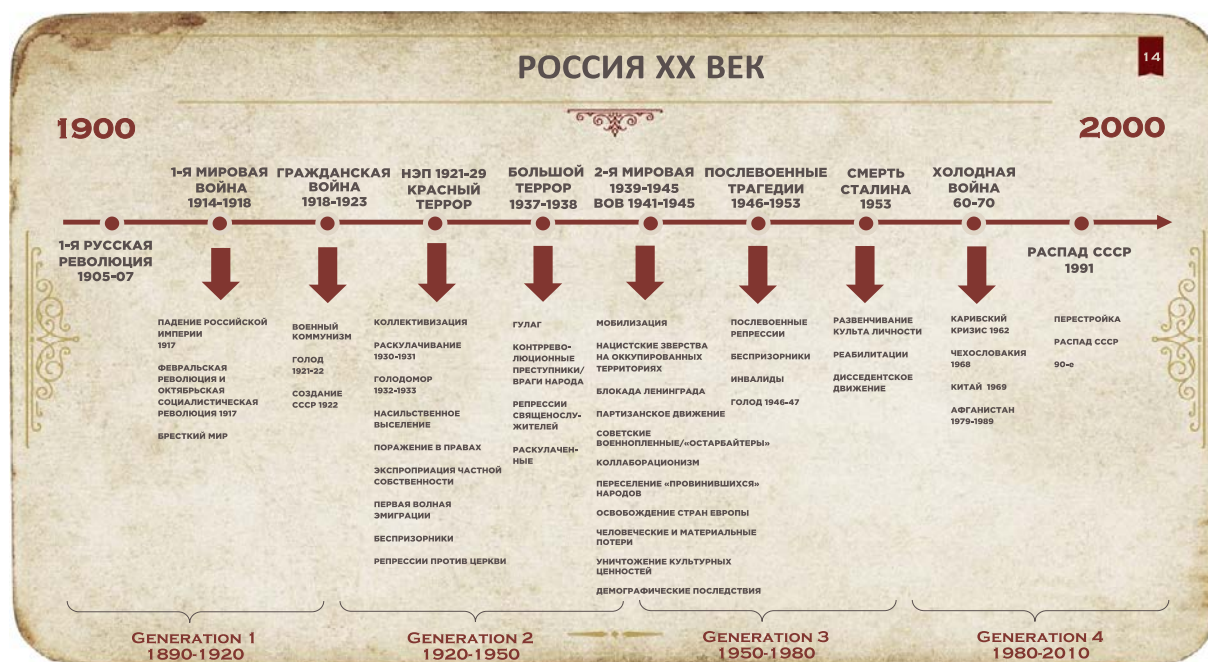 РОССИЯ XX ВЕК
14
1900
2000
1-Я РУССКАЯ
РЕВОЛЮЦИЯ
1905-07
1-Я МИРОВАЯ
ВОЙНА
1914-1918
ПАДЕНИЕ РОССИЙСКОЙ
ИМПЕРИИ
1917
ФЕВРАЛЬСКАЯ
РЕВОЛЮЦИЯ И
ОКТЯБРЬСКАЯ
СОЦИАЛИСТИЧЕСКАЯ
РЕВОЛЮЦИЯ 1917
БРЕСТКИЙ МИР
ГРАЖДАНСКАЯ
ВОЙНА
1918-1923
ВОЕННЫЙ
КОММУНИЗМ
ГОЛОД
1921-22
СОЗДАНИЕ
СССР 1922
НЭП 1921-29
КРАСНЫЙ
ТЕРРОР
КОЛЛЕКТИВИЗАЦИЯ
РАСКУЛАЧИВАНИЕ
1930-1931
ГОЛОДОМОР
1932-1933
НАСИЛЬСТВЕННОЕ
ВЫСЕЛЕНИЕ
ПОРАЖЕНИЕ В ПРАВАХ
ЭКСПРОПРИАЦИЯ ЧАСТНОЙ
СОБСТВЕННОСТИ
ПЕРВАЯ ВОЛНАЯ
ЭМИГРАЦИИ
БЕСПРИЗОРНИКИ
РЕПРЕССИИ ПРОТИВ ЦЕРКВИ
БОЛЬШОЙ
ТЕРРОР
1937-1938
ГУЛАГ
КОНТРРЕВО-
ЛЮЦИОННЫЕ
ПРЕСТУПНИКИ/
ВРАГИ НАРОДА
РЕПРЕССИИ
СВЯЩЕНОСЛУ-
ЖИТЕЛЕЙ
РАСКУЛАЧЕН-
НЫЕ
2-Я МИРОВАЯ
1939-1945
ВОВ 1941-1945
МОБИЛИЗАЦИЯ
НАЦИСТСКИЕ ЗВЕРСТВА
НА ОККУПИРОВАННЫХ
ТЕРРИТОРИЯХ
БЛОКАДА ЛЕНИНГРАДА
ПАРТИЗАНСКОЕ ДВИЖЕНИЕ
СОВЕТСКИЕ
ВОЕННОПЛЕННЫЕ/«ОСТАРБАЙТЕРЫ»
КОЛЛАБОРАЦИОНИЗМ
ПЕРЕСЕЛЕНИЕ «ПРОВИНИВШИХСЯ»
НАРОДОВ
ОСВОБОЖДЕНИЕ СТРАН ЕВРОПЫ
ЧЕЛОВЕЧЕСКИЕ И МАТЕРИАЛЬНЫЕ
ПОТЕРИ
УНИЧТОЖЕНИЕ КУЛЬТУРНЫХ
ЦЕННОСТЕЙ
ДЕМОГРАФИЧЕСКИЕ ПОСЛЕДСТВИЯ
ПОСЛЕВОЕННЫЕ
ТРАГЕДИИ
1946-1953
ПОСЛЕВОЕННЫЕ
РЕПРЕССИИ
БЕСПРИЗОРНИКИ
ИНВАЛИДЫ
ГОЛОД 1946-47
СМЕРТЬ
СТАЛИНА
1953
РАЗВЕНЧИВАНИЕ
КУЛЬТА ЛИЧНОСТИ
РЕАБИЛИТАЦИИ
ДИССЕДЕНТСКОЕ
ДВИЖЕНИЕ
ХОЛОДНАЯ
ВОЙНА
60-70
КАРИБСКИЙ
КРИЗИС 1962
ЧЕХОСЛОВАКИЯ
1968
КИТАЙ 1969
АФГАНИСТАН
1979-1989
РАСПАД СССР
1991
ПЕРЕСТРОЙКА
РАСПАД СССР
90-е
GENERATION 1
1890-1920
GENERATION 2
1920-1950
GENERATION 3
1950-1980
GENERATION 4
1980-2010